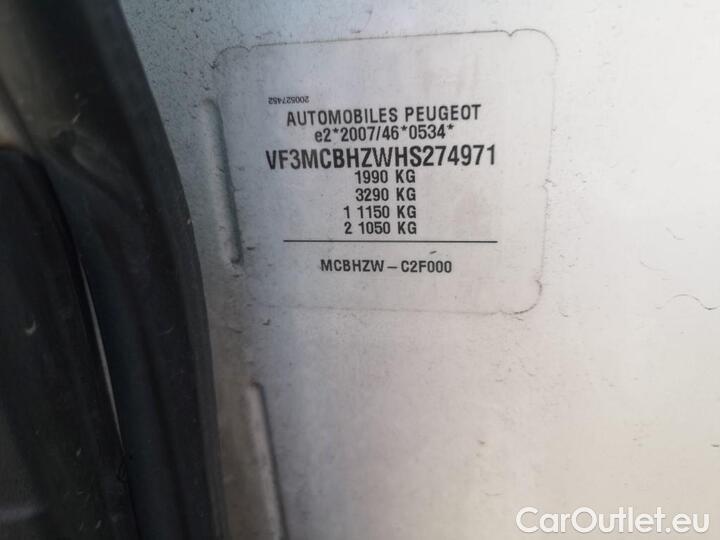 200527452
AUTOMOBILES PEUGEOT
e2*2007/46*0534*
VF3MCBHZWHS274971
1990 KG
3290 KG
1 1150 KG
2 1050 KG
MCBHZW – C2F000
CarOutlet.eu